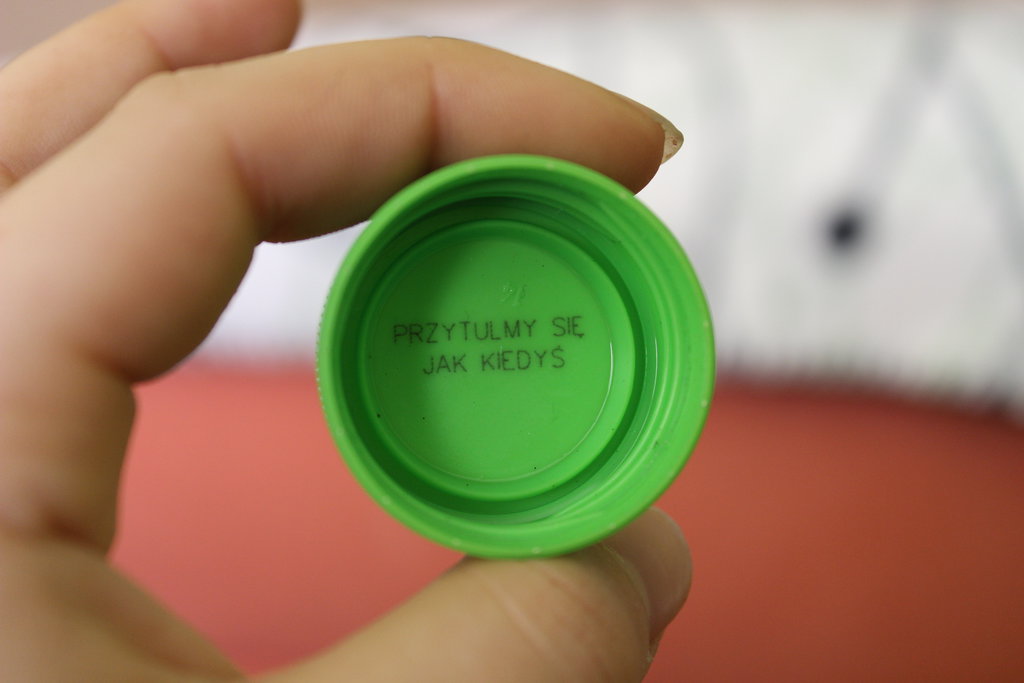 PRZYTULMY SIĘ
JAK KIEDYŚ